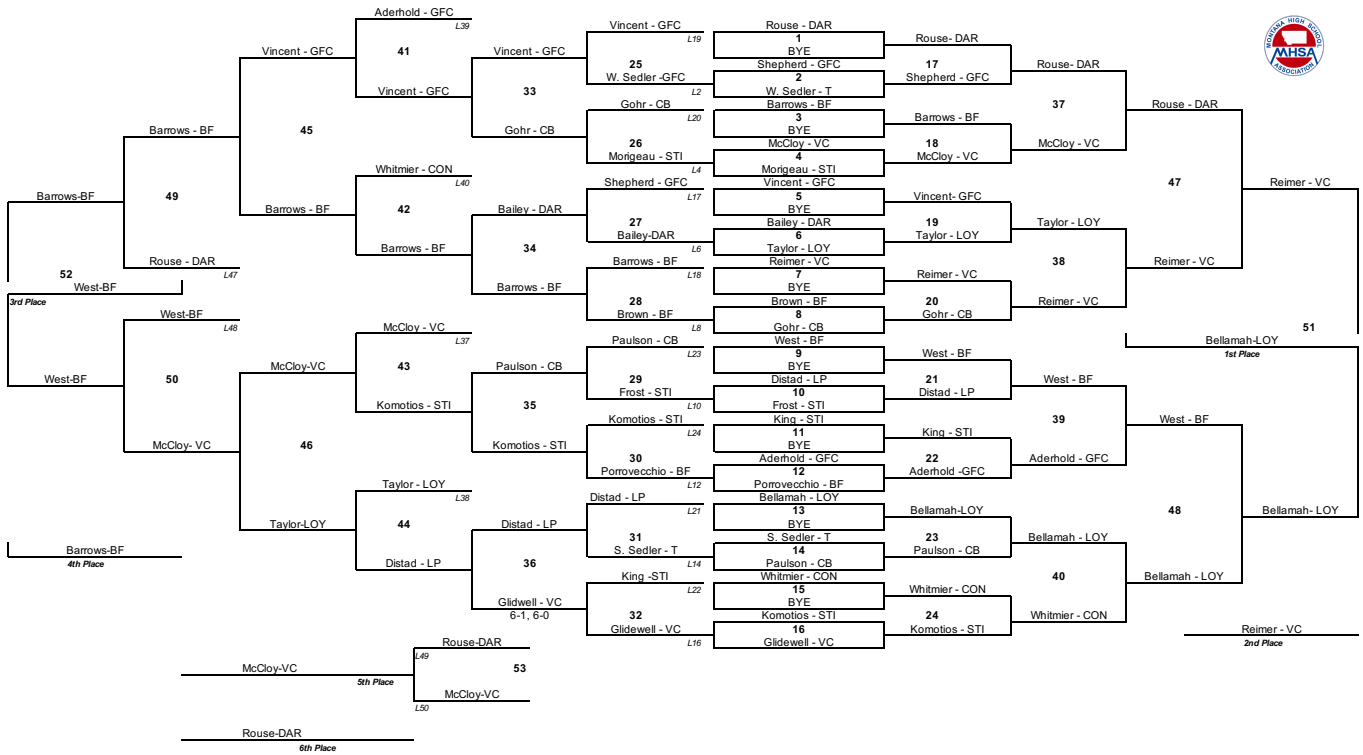 Aderhold - GFC
L39
41
Vincent - GFC
Vincent - GFC
Vincent - GFC
33
Vincent - GFC
L19
25
W. Sedler -GFC
L2
Gohr - CB
Gohr - CB
L20
26
Morigeau - STI
L4
45
Barrows - BF
Whitmier - CON
L40
42
Barrows - BF
Barrows - BF
Bailey - DAR
34
Barrows - BF
Shepherd - GFC
L17
27
Bailey-DAR
L6
Barrows - BF
L18
28
Brown - BF
L8
Barrows-BF
49
Rouse - DAR
L47
52
West-BF
3rd Place
West-BF
L48
West-BF
50
McCloy-VC
McCloy - VC
L37
43
Komotios - STI
Paulson - CB
35
Komotios - STI
Paulson - CB
L23
29
Frost - STI
L10
Komotios - STI
L24
30
Porrovecchio - BF
L12
McCloy- VC
46
Taylor-LOY
Taylor - LOY
L38
44
Distad - LP
Distad - LP
36
Glidwell - VC
6-1, 6-0
Distad - LP
L21
31
S. Sedler - T
L14
King -STI
L22
32
Glidewell - VC
L16
Barrows-BF
4th Place
Rouse-DAR
L49
53
McCloy-VC
5th Place
McCloy-VC
L50
Rouse-DAR
6th Place
Rouse - DAR
1
BYE
Shepherd - GFC
2
W. Sedler - T
Barrows - BF
3
BYE
McCloy - VC
4
Morigeau - STI
Vincent - GFC
5
BYE
Bailey - DAR
6
Taylor - LOY
Reimer - VC
7
BYE
Brown - BF
8
Gohr - CB
West - BF
9
BYE
Distad - LP
10
Frost - STI
King - STI
11
BYE
Aderhold - GFC
12
Porrovecchio - BF
Bellamah - LOY
13
BYE
S. Sedler - T
14
Paulson - CB
Whitmier - CON
15
BYE
Komotios - STI
16
Glidewell - VC
Rouse- DAR
17
Shepherd - GFC
Barrows - BF
18
McCloy - VC
Vincent- GFC
19
Taylor - LOY
Reimer - VC
20
Gohr - CB
West - BF
21
Distad - LP
King - STI
22
Aderhold -GFC
Bellamah-LOY
23
Paulson - CB
Whitmier - CON
24
Komotios - STI
Rouse- DAR
37
McCloy - VC
Taylor - LOY
38
Reimer - VC
West - BF
39
Aderhold - GFC
Bellamah - LOY
40
Whitmier - CON
Rouse - DAR
47
Reimer - VC
West - BF
48
Bellamah - LOY
Reimer - VC
51
Bellamah-LOY
1st Place
Bellamah- LOY
Reimer - VC
2nd Place
MONTANA HIGH SCHOOL
MHSA
ASSOCIATION